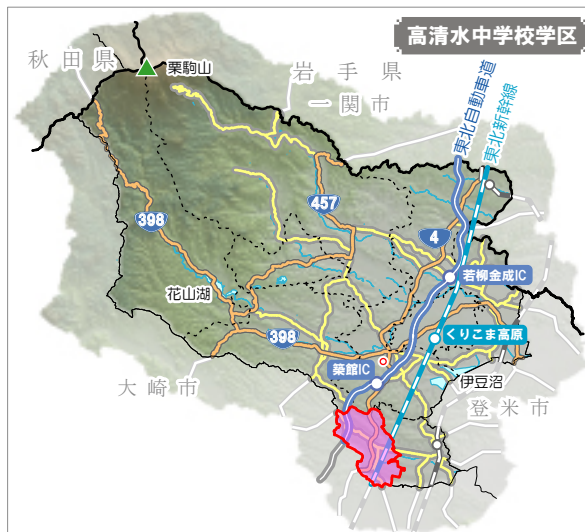 高清水中学校学区
秋田県
栗駒山
岩手県
一関市
東北自動車道
東北新幹線
457
398
4
若柳金成IC
花山湖
くりこま高原
398
築館IC
伊豆沼
大崎市
登米市